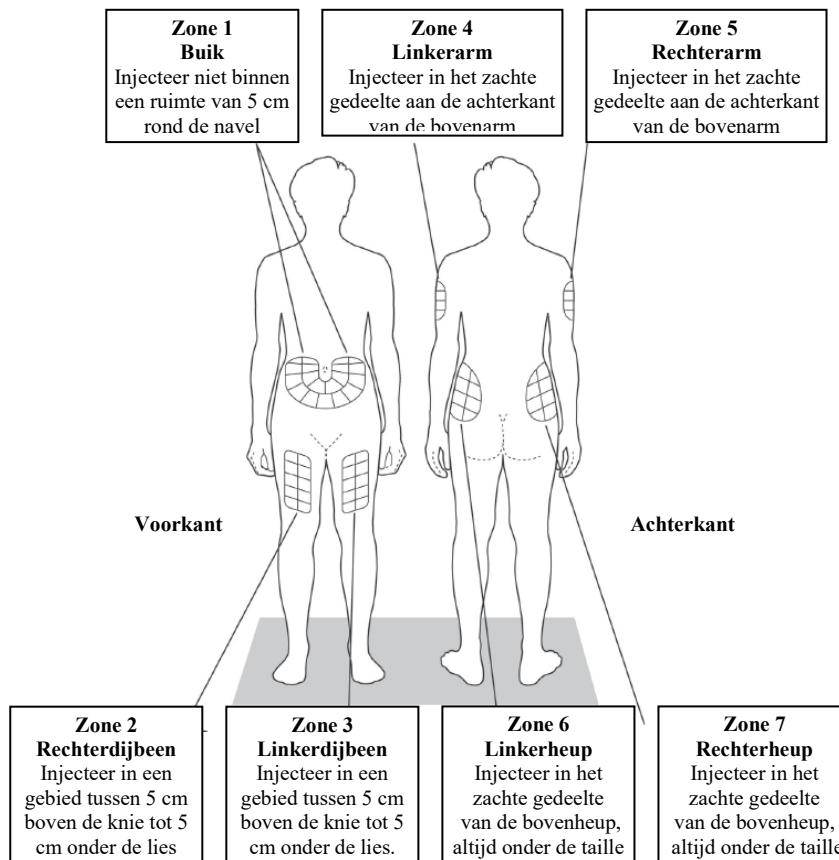 Zone 1
Buik
Injecteer niet binnen
een ruimte van 5 cm
rond de navel
Zone 4
Linkerarm
Injecteer in het zachte
gedeelte aan de achterkant
van de bovenarm
Zone 5
Rechterarm
Injecteer in het zachte
gedeelte aan de achterkant
van de bovenarm
Voorkant
Achterkant
Zone 2
Rechterdijbeen
Injecteer in een
gebied tussen 5 cm
boven de knie tot 5
cm onder de lies
Zone 3
Linkerdijbeen
Injecteer in een
gebied tussen 5 cm
boven de knie tot 5
cm onder de lies.
Zone 6
Linkerheup
Injecteer in het
zachte gedeelte
van de bovenheup,
altijd onder de taille
Zone 7
Rechterheup
Injecteer in het
zachte gedeelte
van de bovenheup,
altijd onder de taille